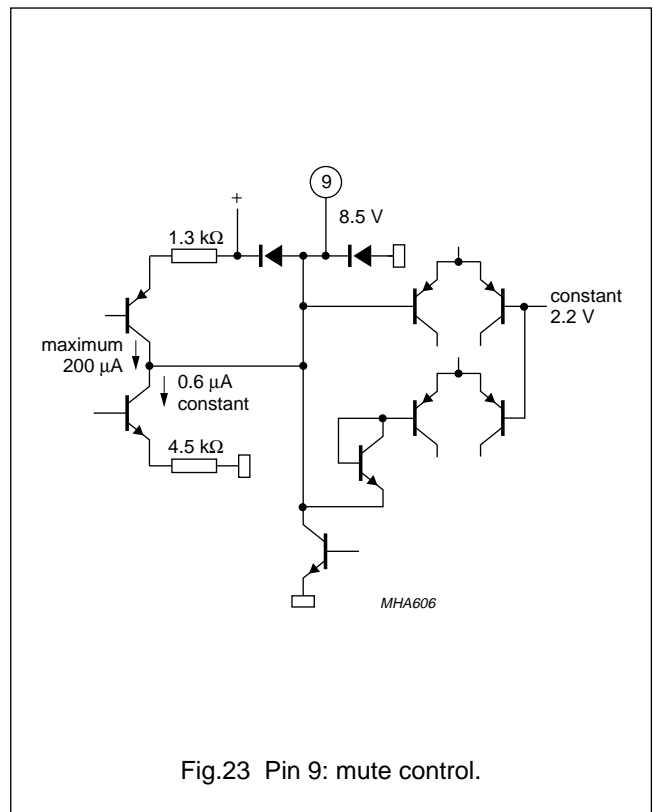 9
+
8.5 V
1.3 kΩ
constant
2.2 V
maximum
200 μA
0.6 μA
constant
4.5 kΩ
MHA606
Fig.23 Pin 9: mute control.